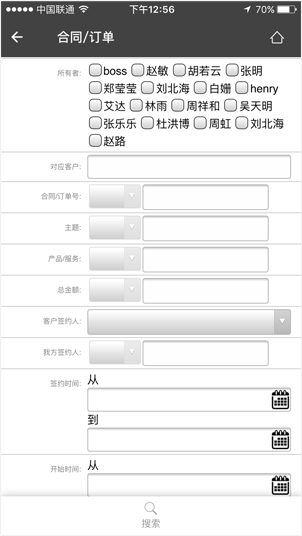 中国联通 下午12:56 70%
合同/订单
所有者: boss 赵敏 胡若云 张明
郑莹莹 刘北海 白姗 henry
艾达 林雨 周祥和 吴天明
张乐乐 杜洪博 周虹 刘北海
赵路
对应客户:
合同/订单号:
主题:
产品/服务:
总金额:
客户签约人:
我方签约人:
签约时间: 从
到
开始时间: 从
搜索